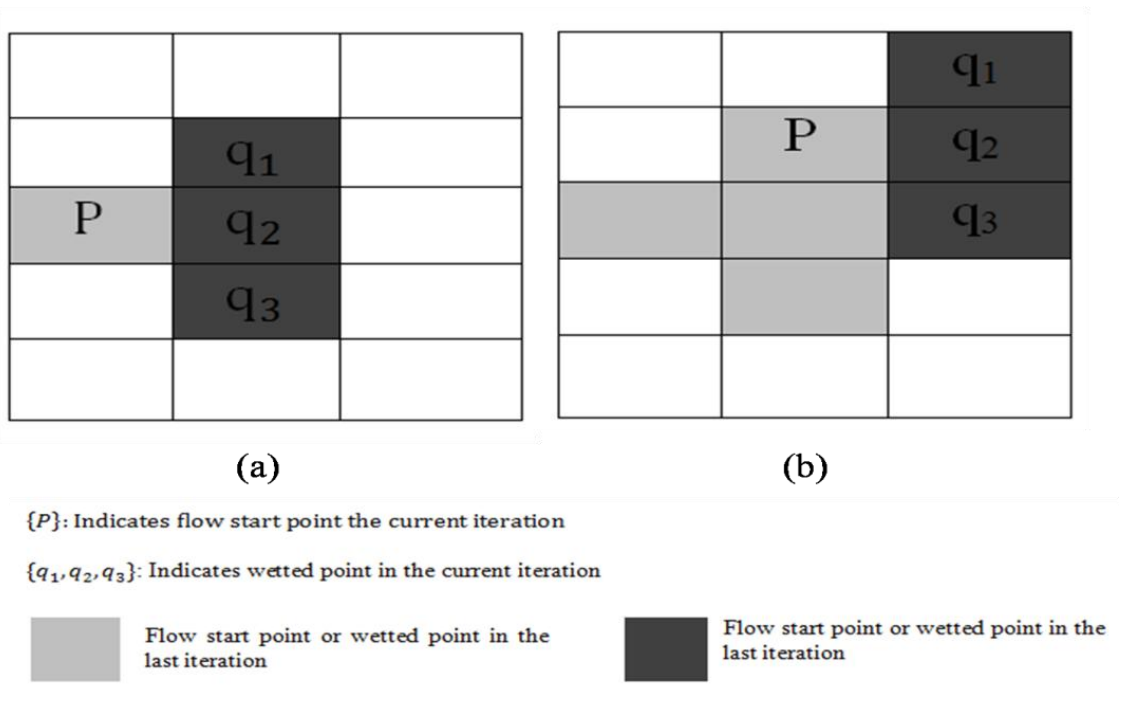 q₁
P
q₂
q₃
q₁
P
q₂
q₃
(a)
(b)
{P}: Indicates flow start point the current iteration
{q₁,q₂,q₃}: Indicates wetted point in the current iteration
Flow start point or wetted point in the
last iteration
Flow start point or wetted point in the
last iteration